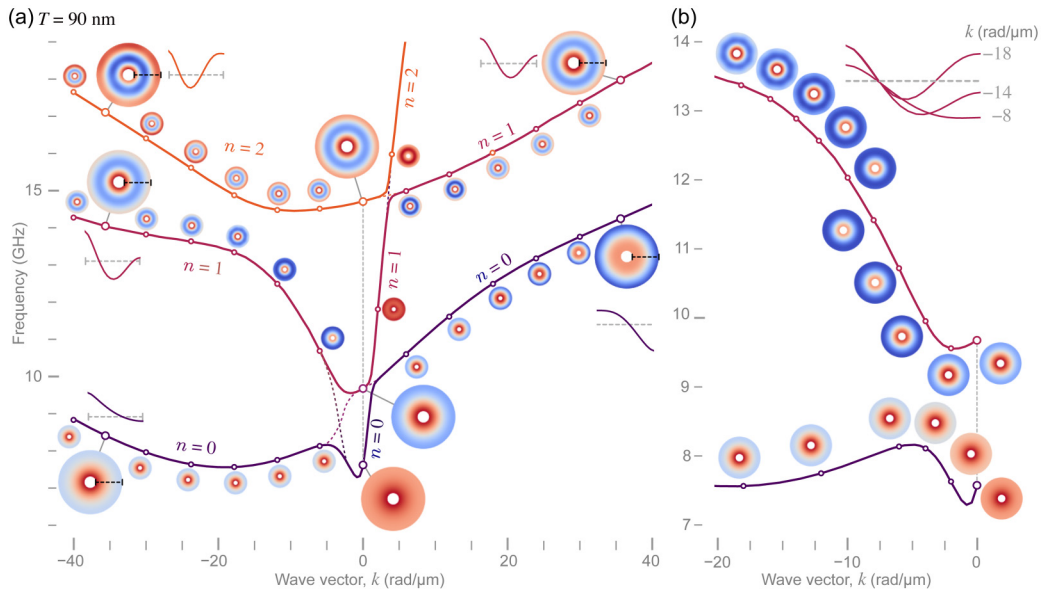 (a) T = 90 nm
Frequency (GHz)
15
10
n = 2
n = 1
n = 0
n = 2
n = 1
n = 1
n = 0
n = 0
−40
−20
0
20
40
Wave vector, k (rad/μm)
(b)
k (rad/μm)
−18
−14
−8
14
13
12
11
10
9
8
7
−20
−10
0
Wave vector, k (rad/μm)